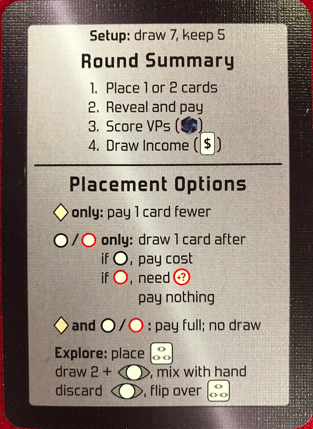 Setup: draw 7, keep 5
Round Summary
1. Place 1 or 2 cards
2. Reveal and pay
3. Score VPs ( )
4. Draw Income ( $ )
Placement Options
only: pay 1 card fewer
/ only: draw 1 card after
if , pay cost
if , need +?
pay nothing
and / : pay full; no draw
Explore: place
draw 2 + , mix with hand
discard , flip over